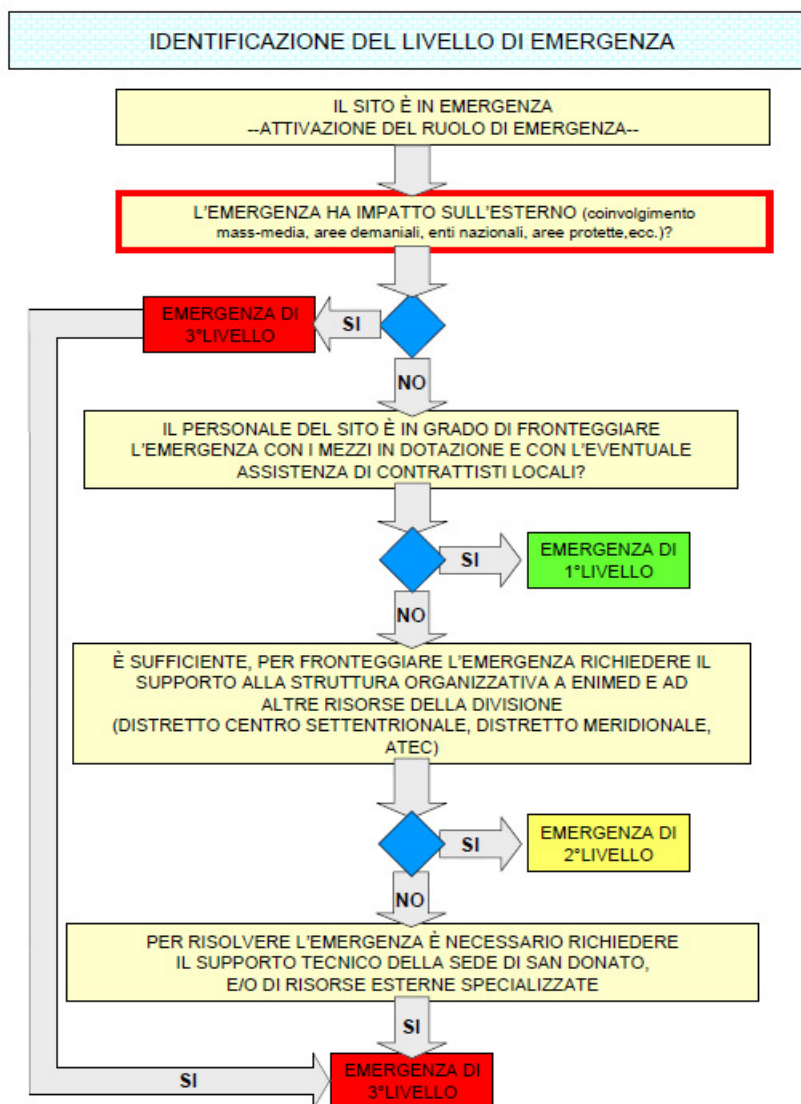 IDENTIFICAZIONE DEL LIVELLO DI EMERGENZA
IL SITO È IN EMERGENZA
--ATTIVAZIONE DEL RUOLO DI EMERGENZA--
L'EMERGENZA HA IMPATTO SULL'ESTERNO (coinvolgimento
mass-media, aree demaniali, enti nazionali, aree protette,ecc.)?
EMERGENZA DI
3°LIVELLO
SI
NO
IL PERSONALE DEL SITO È IN GRADO DI FRONTEGGIARE
L'EMERGENZA CON I MEZZI IN DOTAZIONE E CON L'EVENTUALE
ASSISTENZA DI CONTRATTISTI LOCALI?
SI
EMERGENZA DI
1°LIVELLO
NO
È SUFFICIENTE, PER FRONTEGGIARE L'EMERGENZA RICHIEDERE IL
SUPPORTO ALLA STRUTTURA ORGANIZZATIVA A ENIMED E AD
ALTRE RISORSE DELLA DIVISIONE
(DISTRETTO CENTRO SETTENTRIONALE, DISTRETTO MERIDIONALE,
ATEC)
SI
EMERGENZA DI
2°LIVELLO
NO
PER RISOLVERE L'EMERGENZA È NECESSARIO RICHIEDERE
IL SUPPORTO TECNICO DELLA SEDE DI SAN DONATO,
E/O DI RISORSE ESTERNE SPECIALIZZATE
SI
SI
EMERGENZA DI
3°LIVELLO